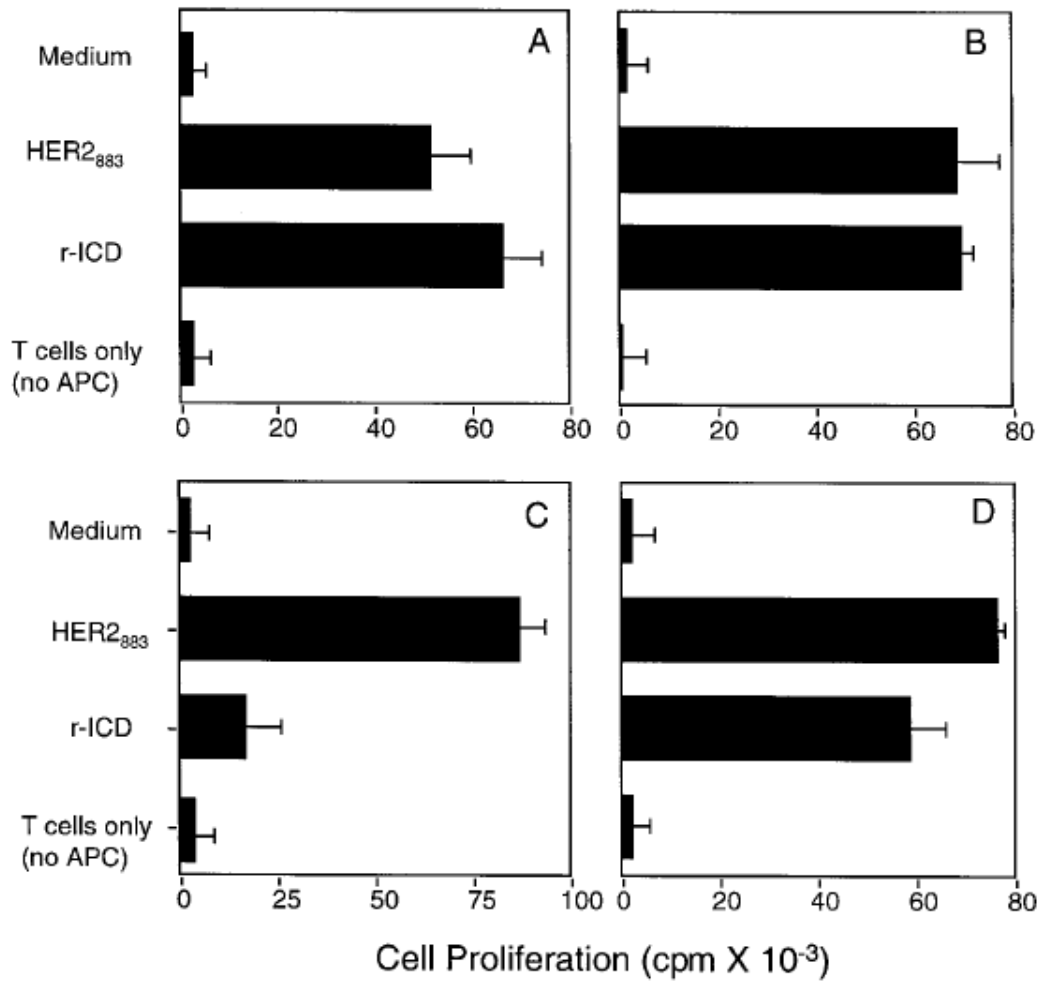 A
B
Medium
HER2₈₈₃
r-ICD
T cells only
(no APC)
0 20 40 60 80
0 20 40 60 80
C
D
Medium
HER2₈₈₃
r-ICD
T cells only
(no APC)
0 25 50 75 100
0 20 40 60 80
Cell Proliferation (cpm X 10⁻³)